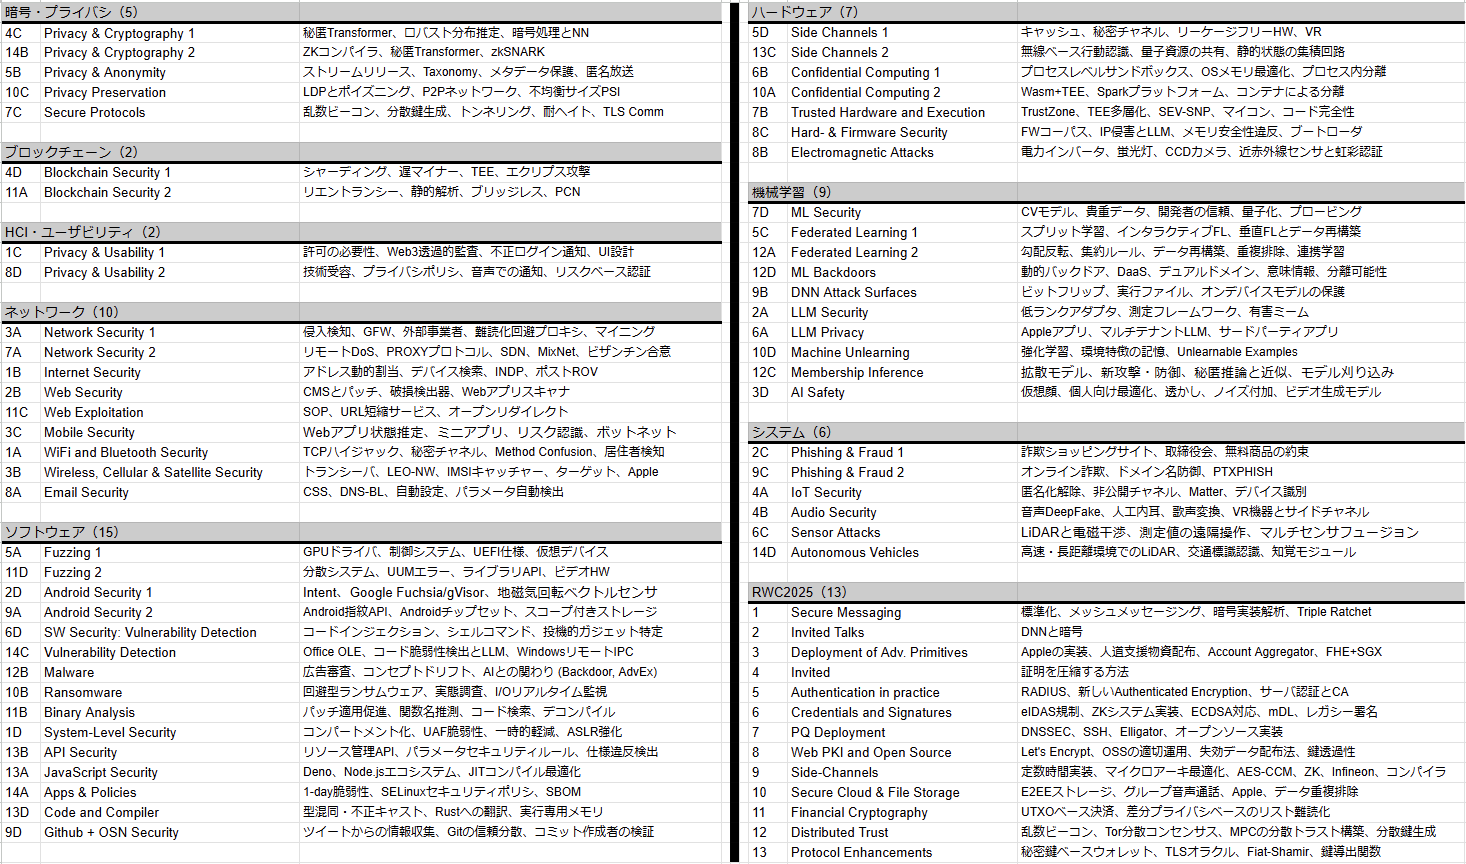 暗号・プライバシ（5）
4C Privacy & Cryptography 1 秘匿Transformer、ロバスト分布推定、暗号処理とNN
14B Privacy & Cryptography 2 ZKコンパイラ、秘匿Transformer、zkSNARK
5B Privacy & Anonymity ストリームリリース、Taxonomy、メタデータ保護、匿名放送
10C Privacy Preservation LDPとポイズニング、P2Pネットワーク、不均衡サイズPSI
7C Secure Protocols 乱数ビーコン、分散鍵生成、トンネリング、耐ヘイト、TLS Comm
ブロックチェーン（2）
4D Blockchain Security 1 シャーディング、遅マイナー、TEE、エクリプス攻撃
11A Blockchain Security 2 リエントランシー、静的解析、ブリッジレス、PCN
HCI・ユーザビリティ（2）
1C Privacy & Usability 1 許可の必要性、Web3透過的監査、不正ログイン通知、UI設計
8D Privacy & Usability 2 技術受容、プライバシポリシ、音声での通知、リスクベース認証
ネットワーク（10）
3A Network Security 1 侵入検知、GFW、外部事業者、難読化回避プロキシ、マイニング
7A Network Security 2 リモートDoS、PROXYプロトコル、SDN、MixNet、ビザンチン合意
1B Internet Security アドレス動的割当、デバイス検索、INDP、ポストROV
2B Web Security CMSとパッチ、破損検出器、Webアプリスキャナ
11C Web Exploitation SOP、URL短縮サービス、オープンリダイレクト
3C Mobile Security Webアプリ状態推定、ミニアプリ、リスク認識、ボットネット
1A WiFi and Bluetooth Security TCPハイジャック、秘密チャネル、Method Confusion、居住者検知
3B Wireless, Cellular & Satellite Security トランシーバ、LEO-NW、IMSIキャッチャー、ターゲット、Apple
8A Email Security CSS、DNS-BL、自動設定、パラメータ自動検出
ソフトウェア（15）
5A Fuzzing 1 GPUドライバ、制御システム、UEFI仕様、仮想デバイス
11D Fuzzing 2 分散システム、UUMエラー、ライブラリAPI、ビデオHW
2D Android Security 1 Intent、Google Fuchsia/gVisor、地磁気回転ベクトルセンサ
9A Android Security 2 Android指紋API、Androidチップセット、スコープ付きストレージ
6D SW Security: Vulnerability Detection コードインジェクション、シェルコマンド、投機的ガジェット特定
14C Vulnerability Detection Office OLE、コード脆弱性検出とLLM、WindowsリモートIPC
12B Malware 広告審査、コンセプトドリフト、AIとの関わり (Backdoor, AdvEx)
10B Ransomware 回避型ランサムウェア、実態調査、I/Oリアルタイム監視
11B Binary Analysis パッチ適用促進、関数名推測、コード検索、デコンパイル
1D System-Level Security コンパートメント化、UAF脆弱性、一時的軽減、ASLR強化
13B API Security リソース管理API、パラメータセキュリティルール、仕様違反検出
13A JavaScript Security Deno、Node.jsエコシステム、JITコンパイル最適化
14A Apps & Policies 1-day脆弱性、SELinuxセキュリティポリシ、SBOM
13D Code and Compiler 型混同・不正キャスト、Rustへの翻訳、実行専用メモリ
9D Github + OSN Security ツイートからの情報収集、Gitの信頼分散、コミット作成者の検証
ハードウェア（7）
5D Side Channels 1 キャッシュ、秘密チャネル、リーケージフリーHW、VR
13C Side Channels 2 無線ベース行動認識、量子資源の共有、静的状態の集積回路
6B Confidential Computing 1 プロセスレベルサンドボックス、OSメモリ最適化、プロセス内分離
10A Confidential Computing 2 Wasm+TEE、Sparkプラットフォーム、コンテナによる分離
7B Trusted Hardware and Execution TrustZone、TEE多層化、SEV-SNP、マイコン、コード完全性
8C Hard- & Firmware Security FWコーパス、IP侵害とLLM、メモリ安全性違反、ブートローダ
8B Electromagnetic Attacks 電力インバータ、蛍光灯、CCDカメラ、近赤外線センサと虹彩認証
機械学習（9）
7D ML Security CVモデル、貴重データ、開発者の信頼、量子化、プロービング
5C Federated Learning 1 スプリット学習、インタラクティブFL、垂直FLとデータ再構築
12A Federated Learning 2 勾配反転、集約ルール、データ再構築、重複排除、連携学習
12D ML Backdoors 動的バックドア、DaaS、デュアルドメイン、意味情報、分離可能性
9B DNN Attack Surfaces ビットフリップ、実行ファイル、オンデバイスモデルの保護
2A LLM Security 低ランクアダプタ、測定フレームワーク、有害ミーム
6A LLM Privacy Appleアプリ、マルチテナントLLM、サードパーティアプリ
10D Machine Unlearning 強化学習、環境特徴の記憶、Unlearnable Examples
12C Membership Inference 拡散モデル、新攻撃・防御、秘匿推論と近似、モデル刈り込み
3D AI Safety 仮想顔、個人向け最適化、透かし、ノイズ付加、ビデオ生成モデル
システム（6）
2C Phishing & Fraud 1 詐欺ショッピングサイト、取締役会、無料商品の約束
9C Phishing & Fraud 2 オンライン詐欺、ドメイン名防御、PTXPHISH
4A IoT Security 匿名化解除、非公開チャネル、Matter、デバイス識別
4B Audio Security 音声DeepFake、人工内耳、歌声変換、VR機器とサイドチャネル
6C Sensor Attacks LiDARと電磁干渉、測定値の遠隔操作、マルチセンサフュージョン
14D Autonomous Vehicles 高速・長距離環境でのLiDAR、交通標識認識、知覚モジュール
RWC2025（13）
1 Secure Messaging 標準化、メッシュメッセージング、暗号実装解析、Triple Ratchet
2 Invited Talks DNNと暗号
3 Deployment of Adv. Primitives Appleの実装、人道支援物資配布、Account Aggregator、FHE+SGX
4 Invited 証明を圧縮する方法
5 Authentication in practice RADIUS、新しいAuthenticated Encryption、サーバ認証とCA
6 Credentials and Signatures eIDAS規制、ZKシステム実装、ECDSA対応、mDL、レガシー署名
7 PQ Deployment DNSSEC、SSH、Elligator、オープンソース実装
8 Web PKI and Open Source Let's Encrypt、OSSの適切運用、失効データ配布法、鍵透過性
9 Side-Channels 定数時間実装、マイクロアーキ最適化、AES-CCM、ZK、Infineon、コンパイラ
10 Secure Cloud & File Storage E2EEストレージ、グループ音声通話、Apple、データ重複排除
11 Financial Cryptography UTXOベース決済、差分プライバシベースのリスト難読化
12 Distributed Trust 乱数ビーコン、Tor分散コンセンサス、MPCの分散トラスト構築、分散鍵生成
13 Protocol Enhancements 秘密鍵ベースウォレット、TLSオラクル、Fiat-Shamir、鍵導出関数